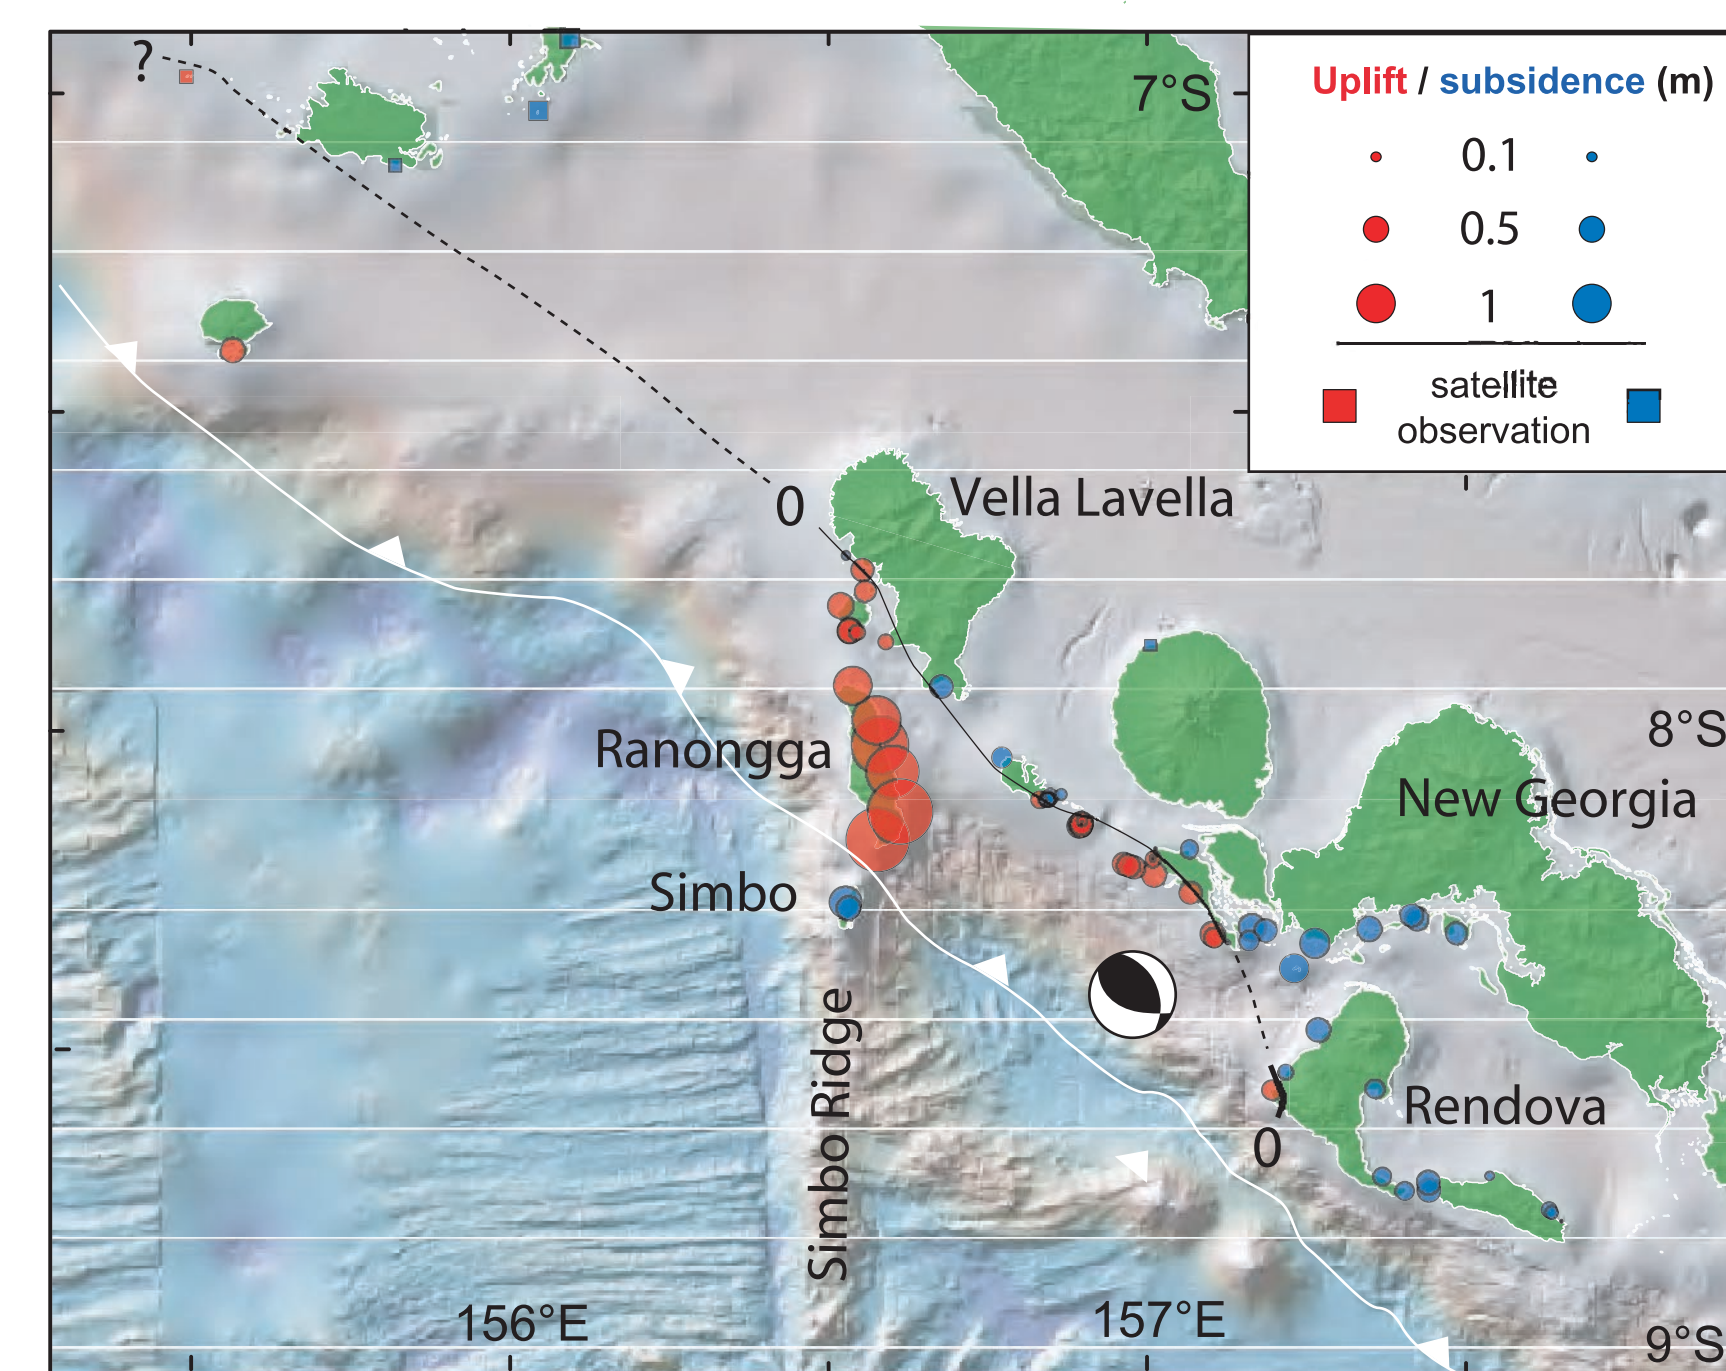 ?
7°S
Uplift / subsidence (m)
0.1
0.5
1
satellite
observation
0
Vella Lavella
8°S
Ranongga
New Georgia
Simbo
Simbo Ridge
Rendova
0
156°E
157°E
9°S